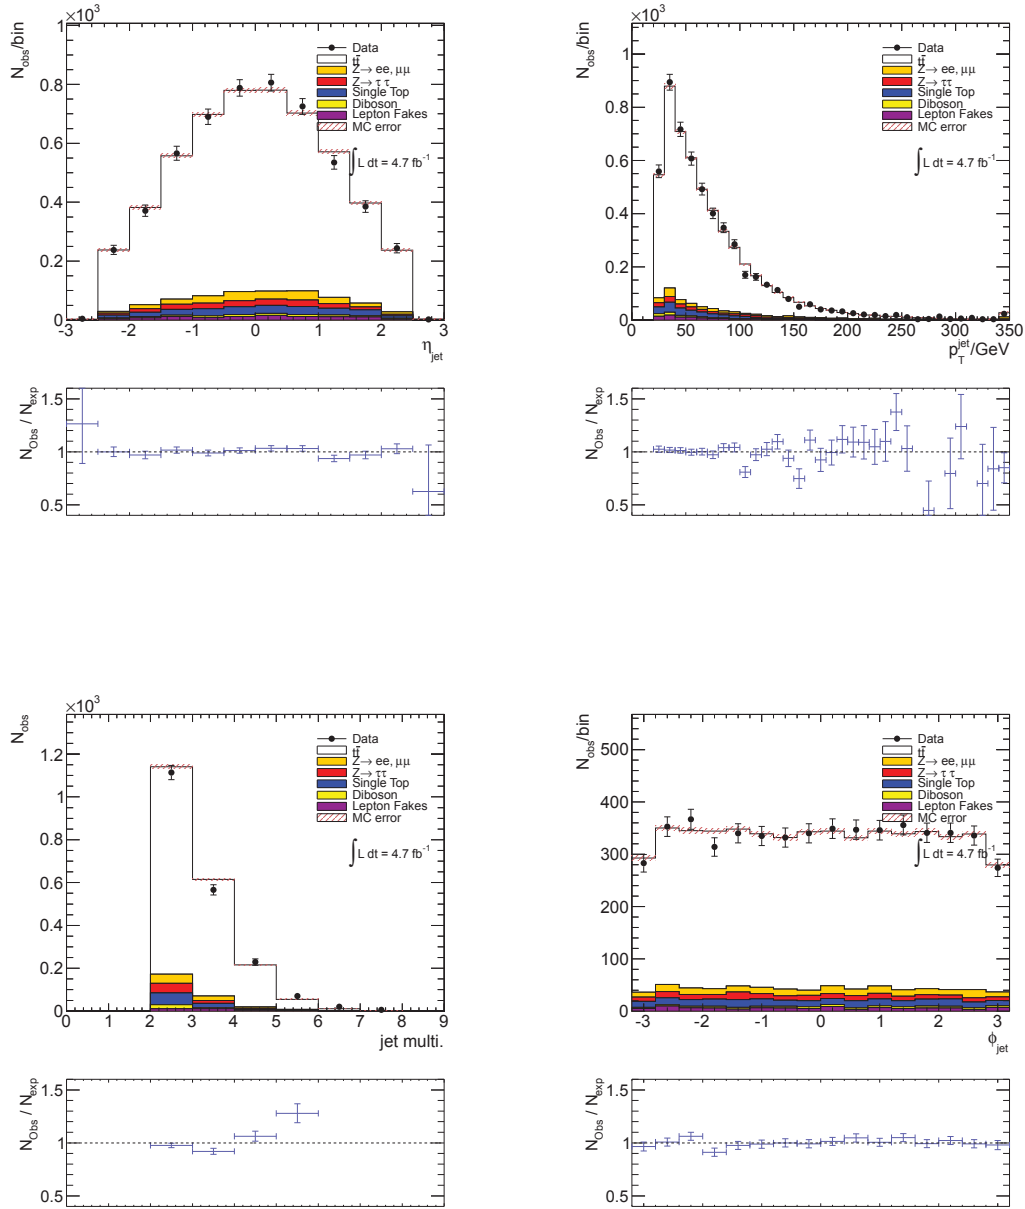 ×10³
N_obs/bin
1
0.8
0.6
0.4
0.2
0
-3 -2 -1 0 1 2 3
η_jet
Data
tt̄
Z→ ee, μμ
Z→ τ τ
Single Top
Diboson
Lepton Fakes
MC error
∫ L dt = 4.7 fb⁻¹
N_Obs / N_exp
1.5
1
0.5
×10³
N_obs/bin
1
0.8
0.6
0.4
0.2
0
50 100 150 200 250 300 350
p_T^jet/GeV
Data
tt̄
Z→ ee, μμ
Z→ ττ
Single Top
Diboson
Lepton Fakes
MC error
∫ L dt = 4.7 fb⁻¹
N_Obs / N_exp
1.5
1
0.5
×10³
N_obs
1.2
1
0.8
0.6
0.4
0.2
0
0 1 2 3 4 5 6 7 8 9
jet multi.
Data
tt̄
Z→ ee, μμ
Z→ ττ
Single Top
Diboson
Lepton Fakes
MC error
∫ L dt = 4.7 fb⁻¹
N_Obs / N_exp
1.5
1
0.5
N_obs/bin
500
400
300
200
100
0
-3 -2 -1 0 1 2 3
ϕ_jet
Data
tt̄
Z→ ee, μμ
Z→ τ τ
Single Top
Diboson
Lepton Fakes
MC error
∫ L dt = 4.7 fb⁻¹
N_Obs / N_exp
1.5
1
0.5